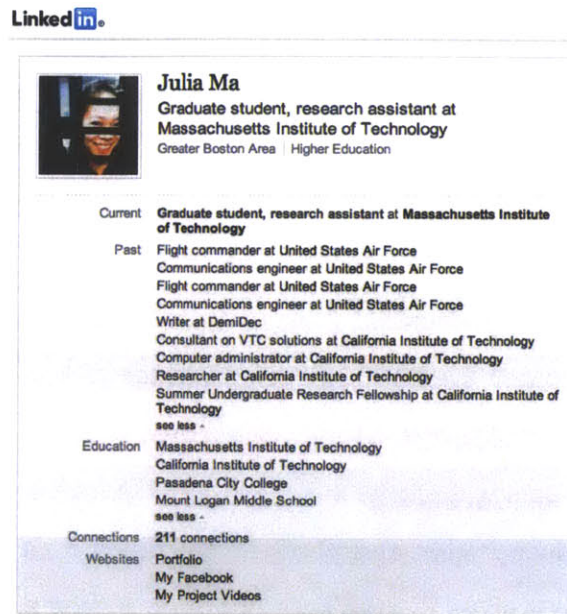 Linked in®
Julia Ma
Graduate student, research assistant at
Massachusetts Institute of Technology
Greater Boston Area | Higher Education
Current Graduate student, research assistant at Massachusetts Institute
of Technology
Past Flight commander at United States Air Force
Communications engineer at United States Air Force
Flight commander at United States Air Force
Communications engineer at United States Air Force
Writer at DemiDec
Consultant on VTC solutions at California Institute of Technology
Computer administrator at California Institute of Technology
Researcher at California Institute of Technology
Summer Undergraduate Research Fellowship at California Institute of
Technology
see less
Education Massachusetts Institute of Technology
California Institute of Technology
Pasadena City College
Mount Logan Middle School
see less
Connections 211 connections
Websites Portfolio
My Facebook
My Project Videos